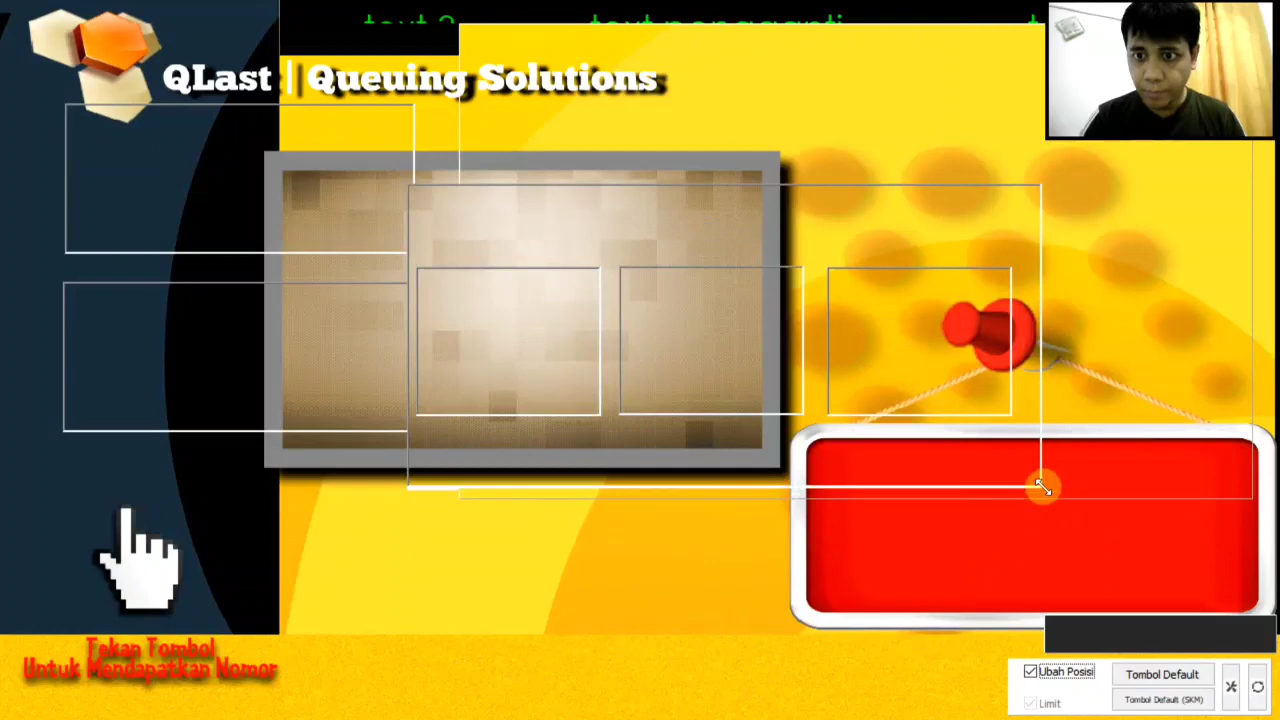 QLast | Queuing Solutions
Tekan Tombol
Untuk Mendapatkan Nomor
Ubah Posisi
Tombol Default
Limit
Tombol Default (SKM)